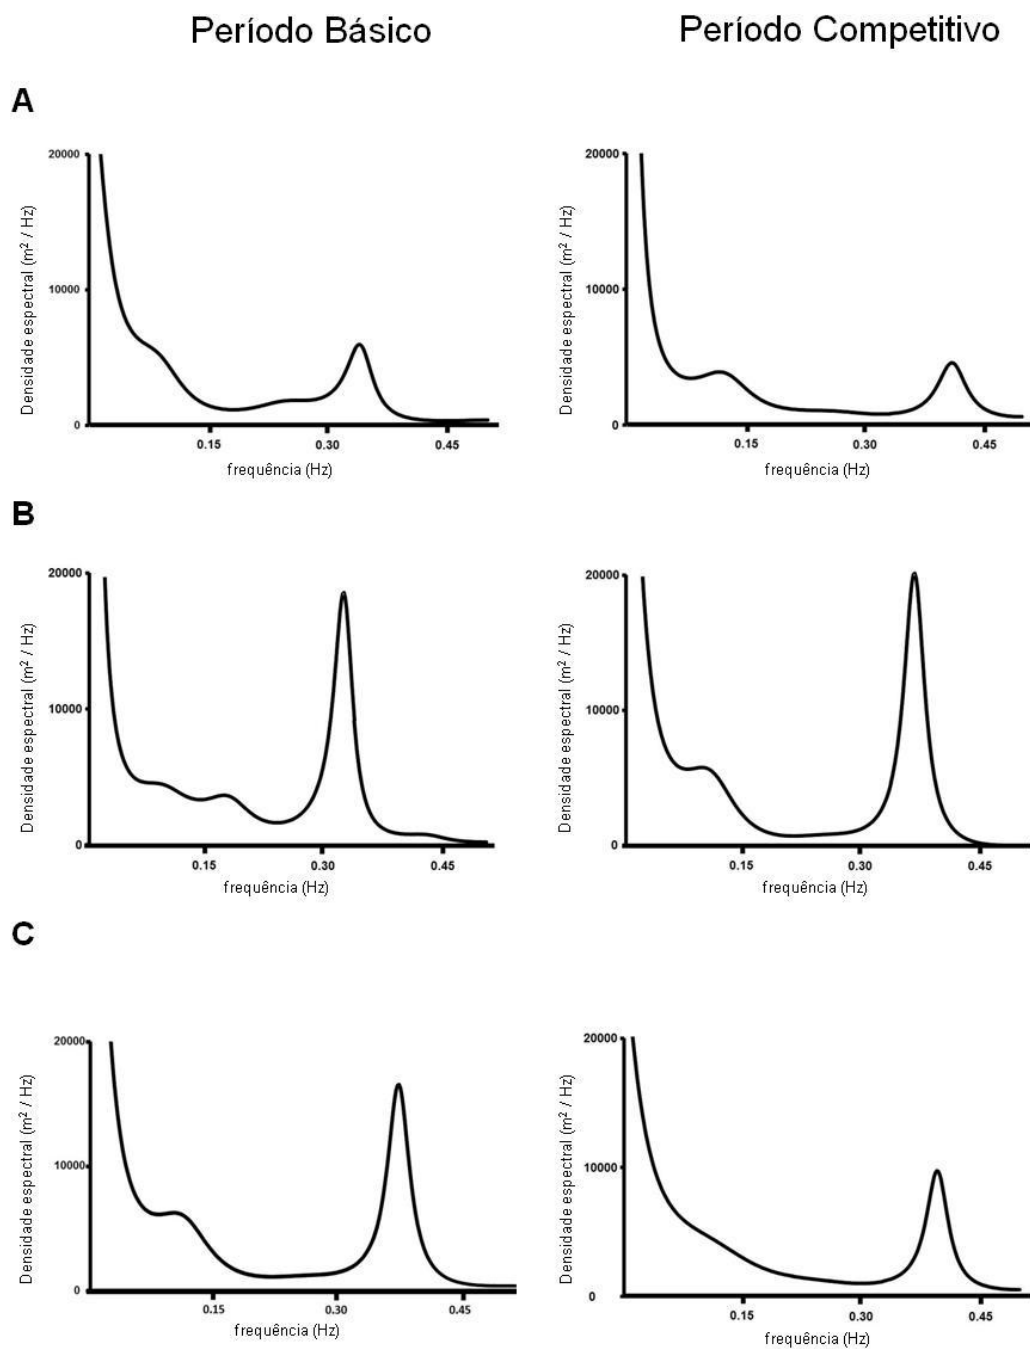 Período Básico
Período Competitivo
A
Densidade espectral (m² / Hz)
20000
10000
0
0.15
0.30
0.45
frequência (Hz)
Densidade espectral (m² / Hz)
20000
10000
0
0.15
0.30
0.45
frequência (Hz)
B
Densidade espectral (m² / Hz)
20000
10000
0
0.15
0.30
0.45
frequência (Hz)
Densidade espectral (m² / Hz)
20000
10000
0
0.15
0.30
0.45
frequência (Hz)
C
Densidade espectral (m² / Hz)
20000
10000
0
0.15
0.30
0.45
frequência (Hz)
Densidade espectral (m² / Hz)
20000
10000
0
0.15
0.30
0.45
frequência (Hz)